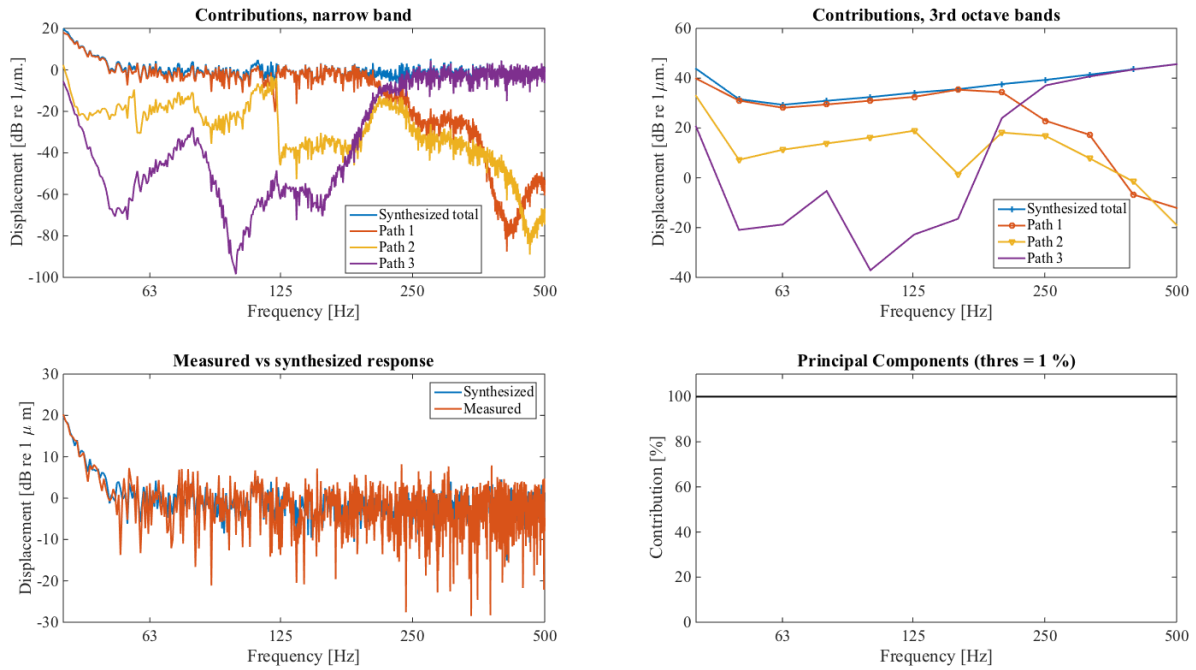 Contributions, narrow band
20
0
-20
-40
-60
-80
-100
Displacement [dB re 1μm.]
Synthesized total
Path 1
Path 2
Path 3
63
125
250
500
Frequency [Hz]
Contributions, 3rd octave bands
60
40
20
0
-20
-40
Displacement [dB re 1μm.]
Synthesized total
Path 1
Path 2
Path 3
63
125
250
500
Frequency [Hz]
Measured vs synthesized response
30
20
10
0
-10
-20
-30
Displacement [dB re 1 μ m]
Synthesized
Measured
63
125
250
500
Frequency [Hz]
Principal Components (thres = 1 %)
100
80
60
40
20
0
Contribution [%]
63
125
250
500
Frequency [Hz]